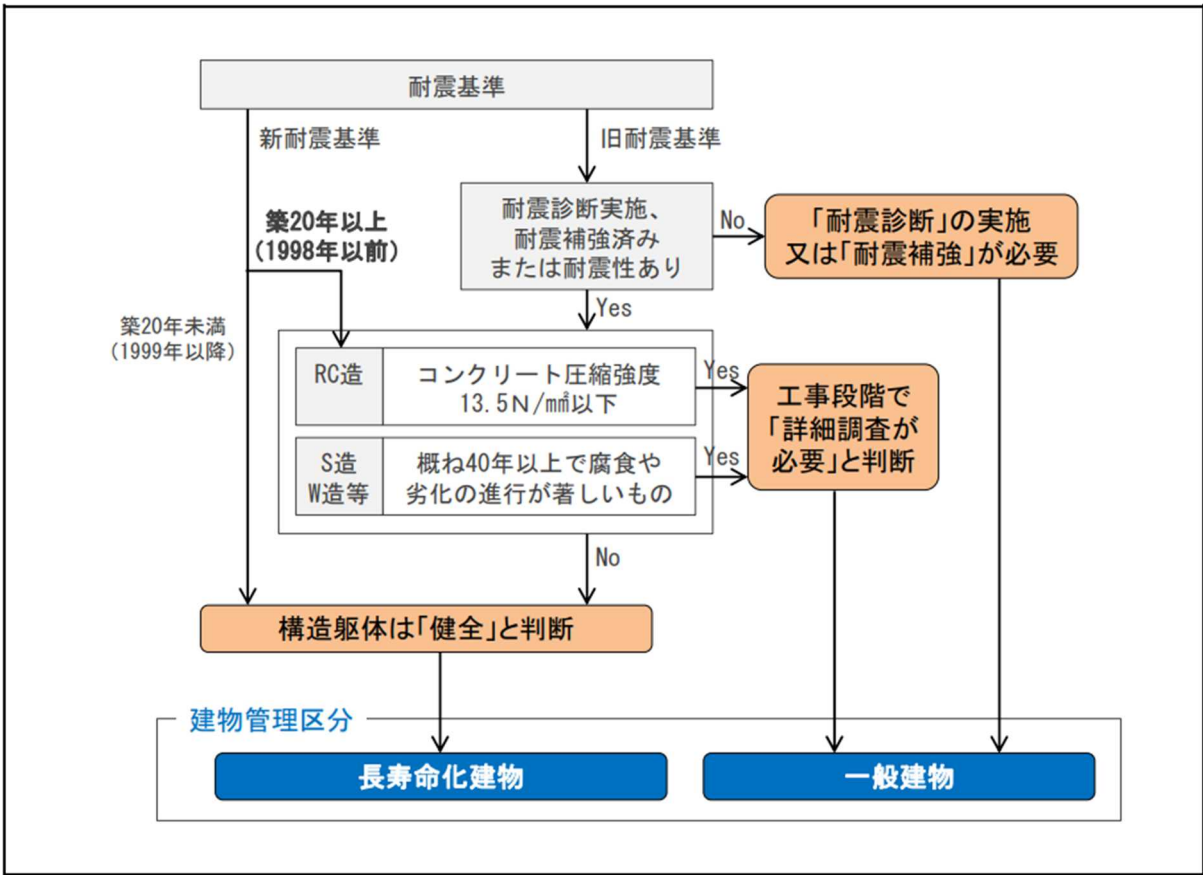 耐震基準
新耐震基準
旧耐震基準
築20年以上
(1998年以前)
耐震診断実施、
耐震補強済み
または耐震性あり
No
「耐震診断」の実施
又は「耐震補強」が必要
Yes
築20年未満
(1999年以降)
RC造
コンクリート圧縮強度
13.5N/㎟以下
Yes
S造
W造等
概ね40年以上で腐食や
劣化の進行が著しいもの
Yes
工事段階で
「詳細調査が
必要」と判断
No
構造躯体は「健全」と判断
建物管理区分
長寿命化建物
一般建物